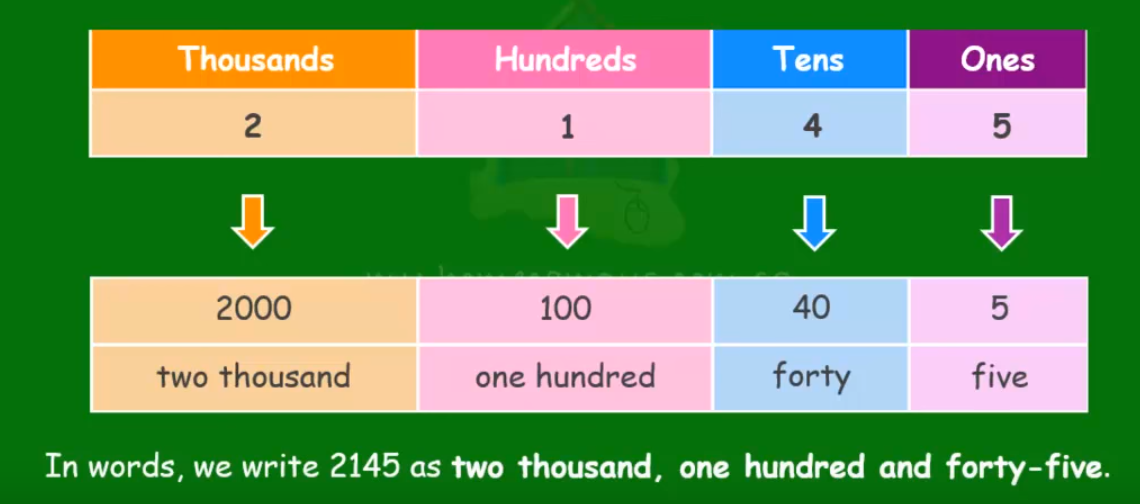 Thousands Hundreds Tens Ones
2 1 4 5
2000 100 40 5
two thousand one hundred forty five
In words, we write 2145 as two thousand, one hundred and forty-five.